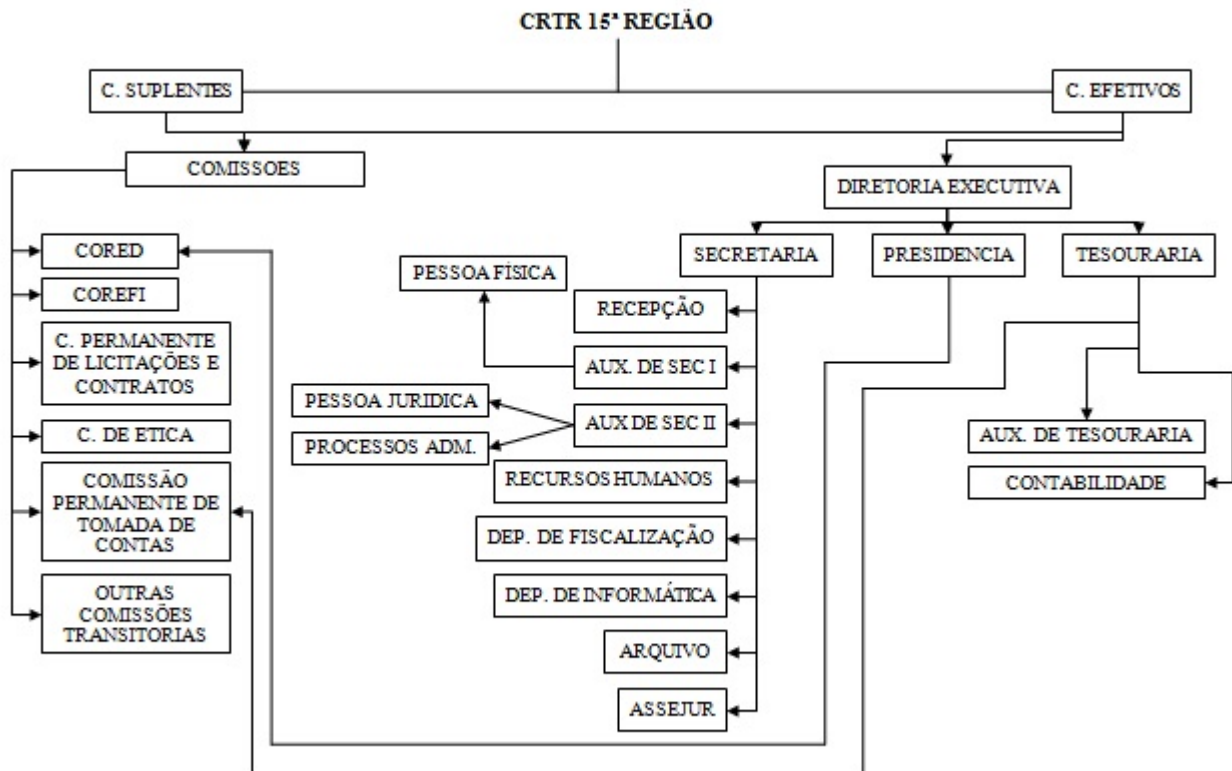 CRTR 15ª REGIÃO
C. SUPLENTES
C. EFETIVOS
COMISSOES
DIRETORIA EXECUTIVA
CORED
SECRETARIA
PRESIDENCIA
TESOURARIA
PESSOA FÍSICA
COREFI
RECEPÇÃO
C. PERMANENTE
DE LICITAÇÕES E
CONTRATOS
AUX. DE SEC I
PESSOA JURIDICA
AUX DE SEC II
PROCESSOS ADM.
C. DE ETICA
AUX. DE TESOURARIA
COMISSÃO
PERMANENTE DE
TOMADA DE
CONTAS
RECURSOS HUMANOS
CONTABILIDADE
DEP. DE FISCALIZAÇÃO
OUTRAS
COMISSÕES
TRANSITORIAS
DEP. DE INFORMÁTICA
ARQUIVO
ASSEJUR